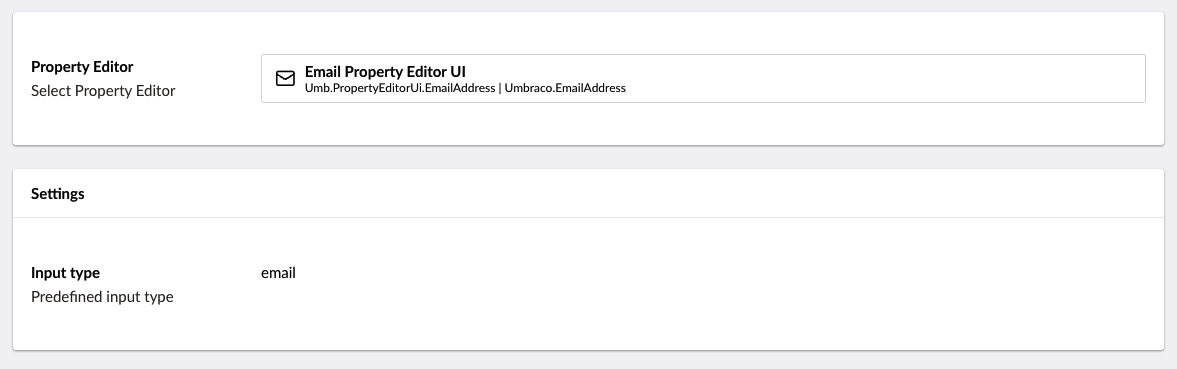 Property Editor
Select Property Editor
Email Property Editor UI
Umb.PropertyEditorUi.EmailAddress | Umbraco.EmailAddress
Settings
Input type
Predefined input type
email